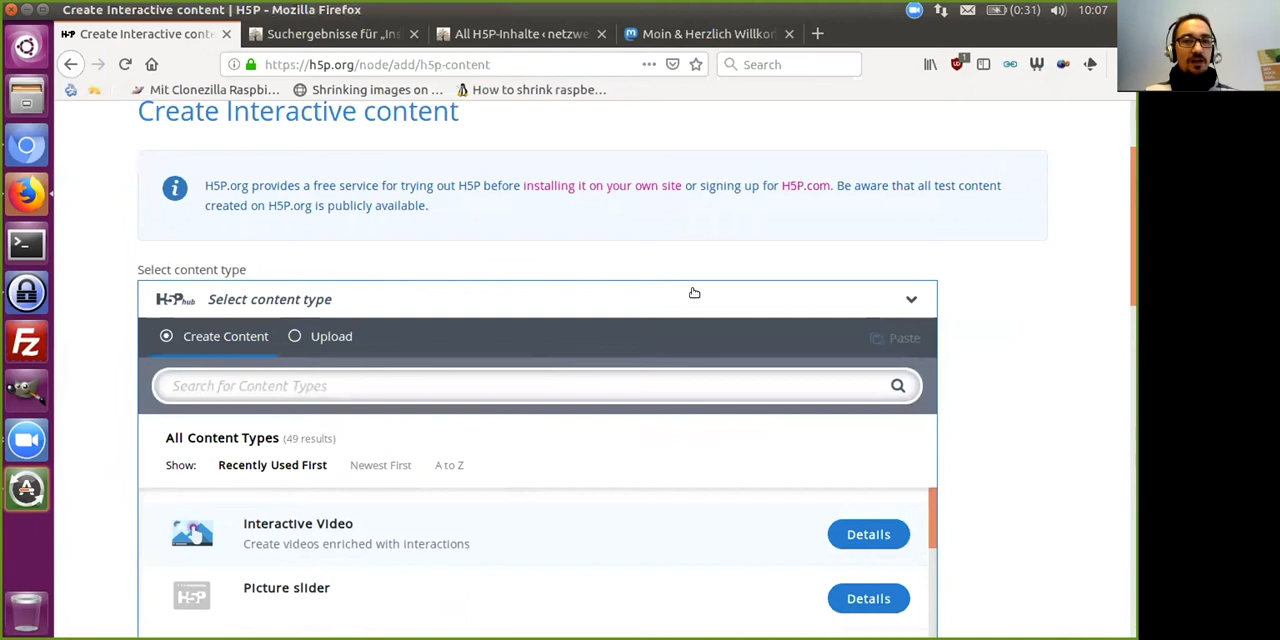 Create Interactive content | H5P - Mozilla Firefox
(0:31)
10:07
H5P Create Interactive conte
Suchergebnisse für „Ins
All H5P-Inhalte ‹ netzwe
Moin & Herzlich Willkor
https://h5p.org/node/add/h5p-content
Search
Mit Clonezilla Raspbi...
Shrinking images on ...
How to shrink raspbe...
Create Interactive content
H5P.org provides a free service for trying out H5P before installing it on your own site or signing up for H5P.com. Be aware that all test content
created on H5P.org is publicly available.
Select content type
H5P hub Select content type
Create Content
Upload
Paste
Search for Content Types
All Content Types (49 results)
Show: Recently Used First Newest First A to Z
Interactive Video
Create videos enriched with interactions
Details
H5P
Picture slider
Details